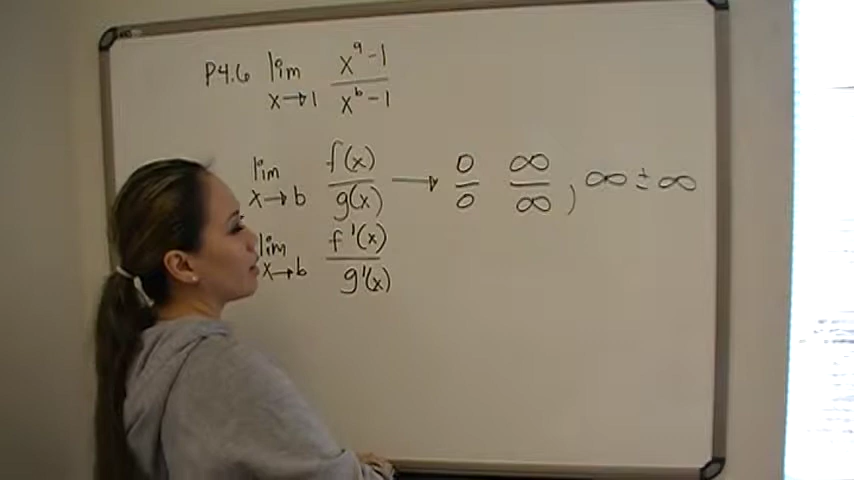 P4.6 lim x→1 x^a-1 / x^b-1
lim x→b f(x) / g(x) → 0/0 ∞/∞ , ∞ ± ∞
lim x→b f'(x) / g'(x)